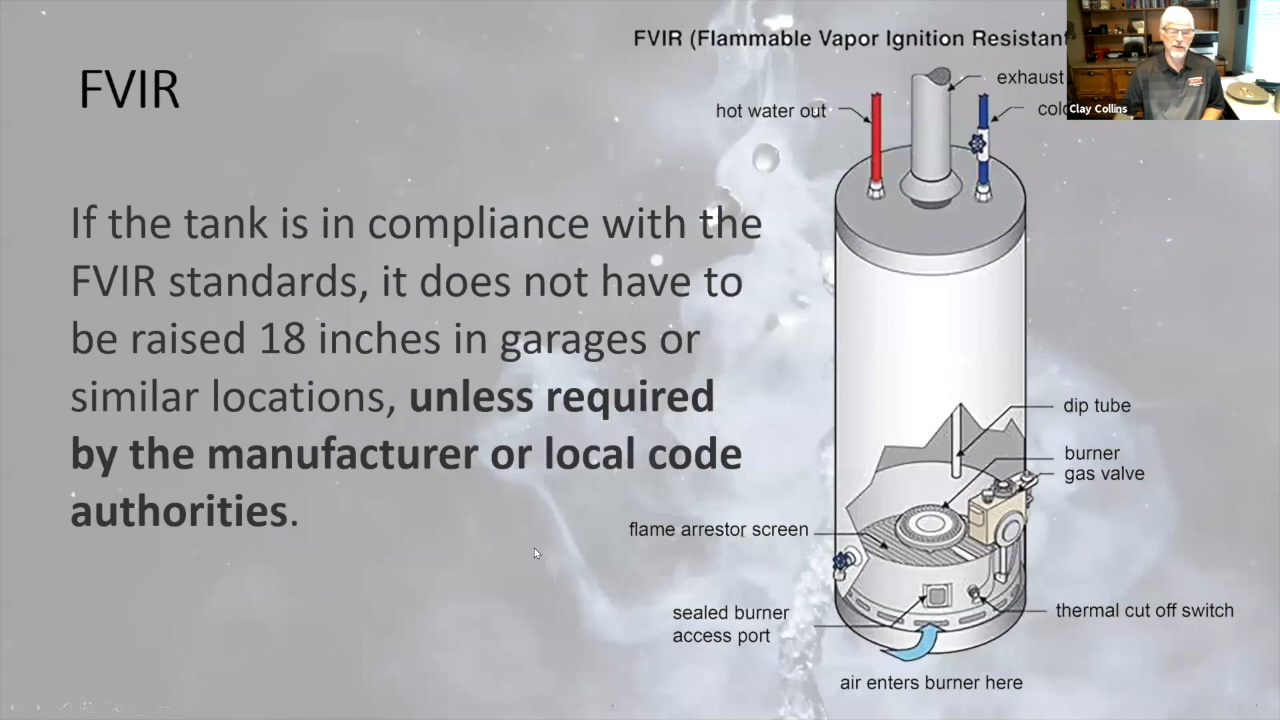 FVIR
If the tank is in compliance with the
FVIR standards, it does not have to
be raised 18 inches in garages or
similar locations, unless required
by the manufacturer or local code
authorities.
FVIR (Flammable Vapor Ignition Resistant
exhaust
hot water out
Clay Collins
dip tube
burner
gas valve
flame arrestor screen
sealed burner
access port
thermal cut off switch
air enters burner here